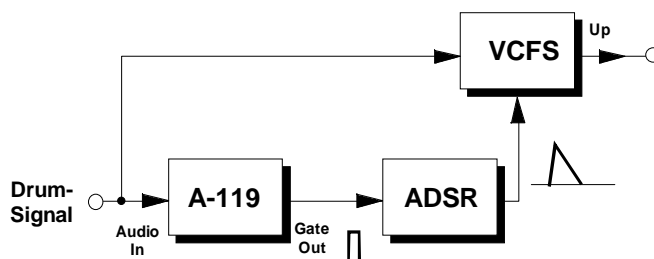 VCFS
Up
Drum-
Signal
A-119
ADSR
Audio
In
Gate
Out